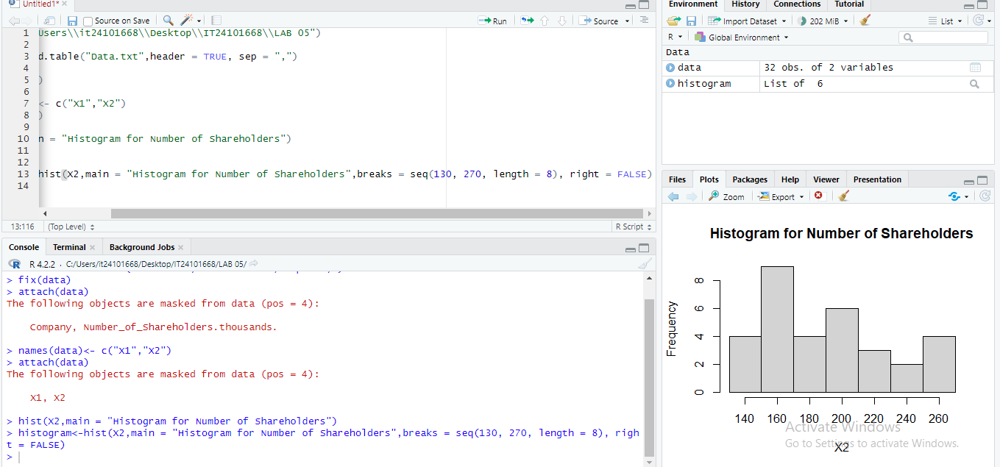 Untitled1*
Source on Save
Run
Source
1 Users\\it24101668\\Desktop\\IT24101668\\LAB 05")
2
3 d.table("Data.txt",header = TRUE, sep = ",")
4
5 )
6
7 <- c("X1","X2")
8 )
9
10 n = "Histogram for Number of Shareholders")
11
12
13 hist(X2,main = "Histogram for Number of Shareholders",breaks = seq(130, 270, length = 8), right = FALSE)
14
13:116 (Top Level) R Script
Console Terminal Background Jobs
R 4.2.2 · C:/Users/it24101668/Desktop/IT24101668/LAB 05/
> fix(data)
> attach(data)
The following objects are masked from data (pos = 4):
Company, Number_of_Shareholders.thousands.
> names(data)<- c("X1","X2")
> attach(data)
The following objects are masked from data (pos = 4):
X1, X2
> hist(X2,main = "Histogram for Number of Shareholders")
> histogram<-hist(X2,main = "Histogram for Number of Shareholders",breaks = seq(130, 270, length = 8), righ
t = FALSE)
>
Environment History Connections Tutorial
Import Dataset 202 MiB List
R Global Environment
Data
data 32 obs. of 2 variables
histogram List of 6
Files Plots Packages Help Viewer Presentation
Zoom Export
Histogram for Number of Shareholders
Frequency
8
6
4
2
0
140 160 180 200 220 240 260
X2
Activate Windows
Go to Settings to activate Windows.